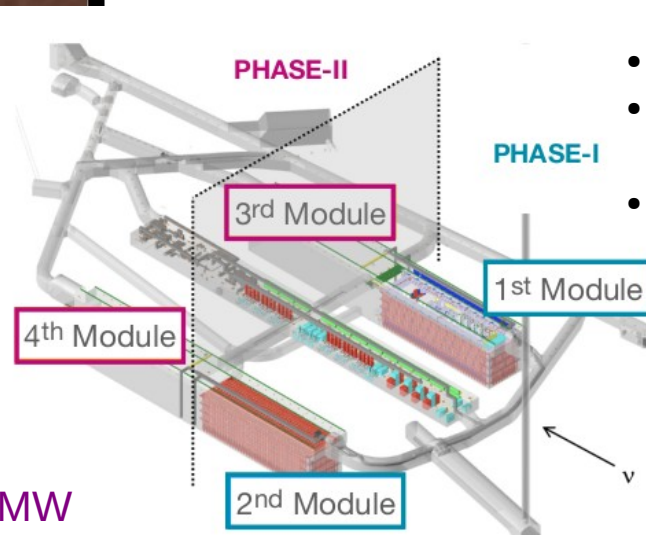 PHASE-II
PHASE-I
3rd Module
1st Module
4th Module
2nd Module
ν
MW